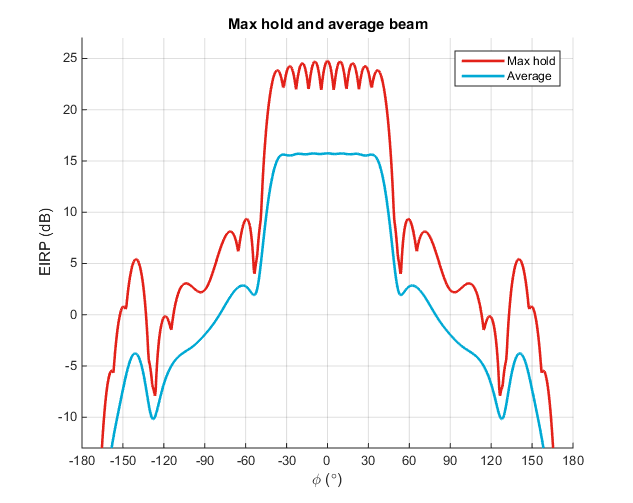 Max hold and average beam
Max hold
Average
EIRP (dB)
25
20
15
10
5
0
-5
-10
-180 -150 -120 -90 -60 -30 0 30 60 90 120 150 180
ϕ (°)